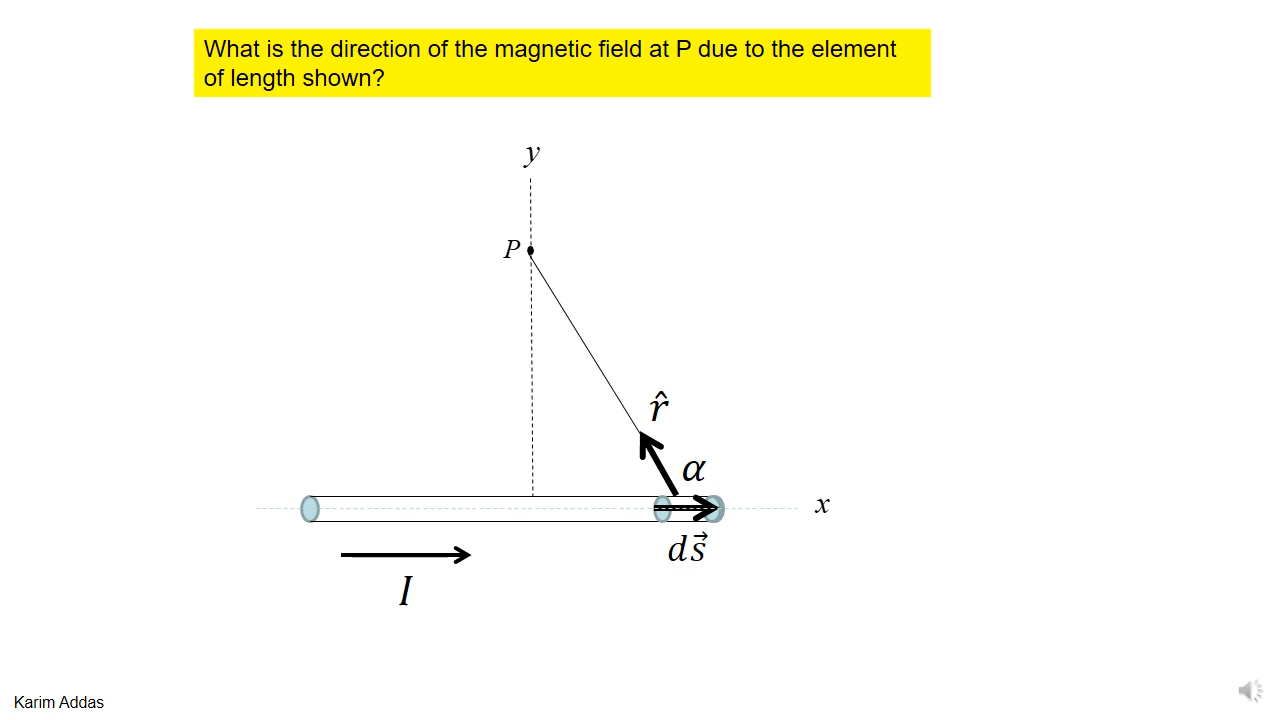 What is the direction of the magnetic field at P due to the element
of length shown?
y
P
r̂
α
x
ds⃗
I
Karim Addas